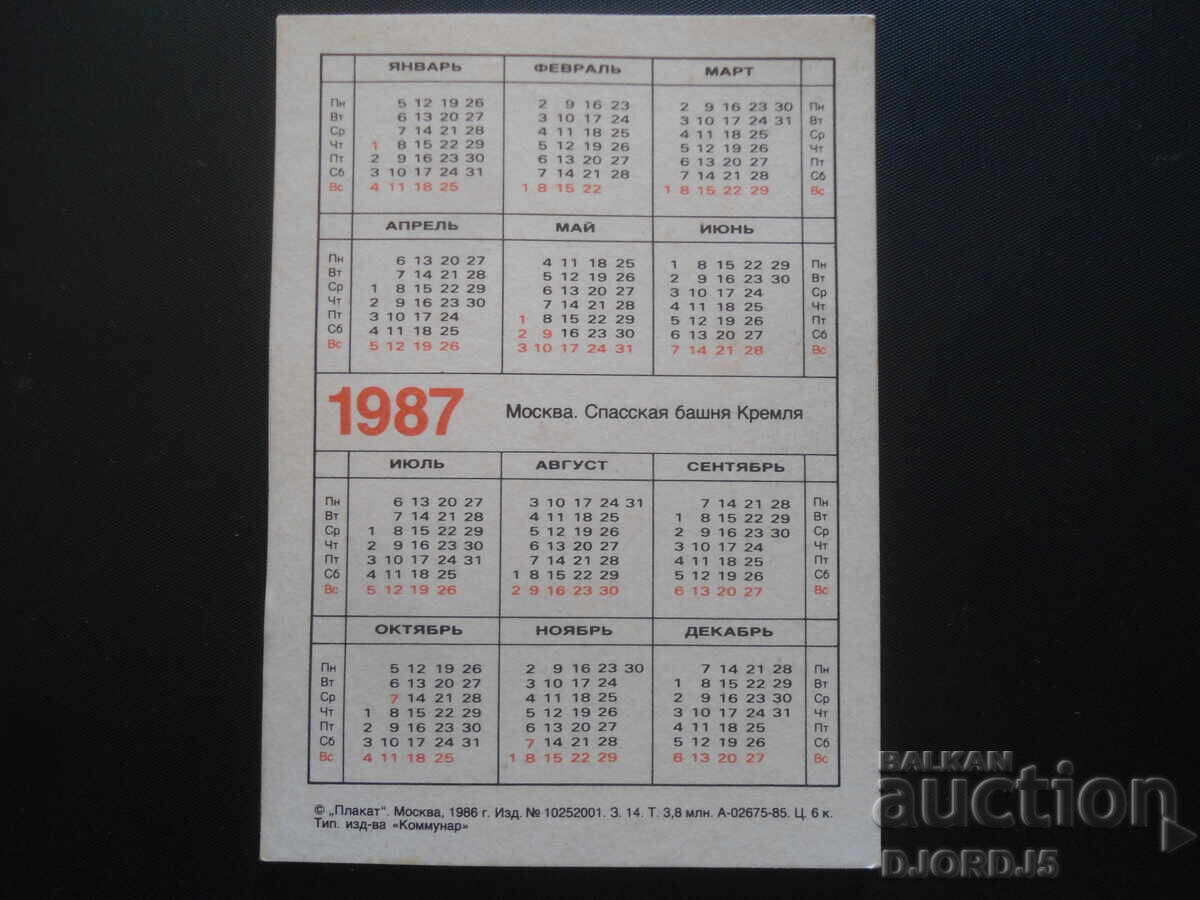 ЯНВАРЬ ФЕВРАЛЬ МАРТ
Пн 5 12 19 26 2 9 16 23 2 9 16 23 30 Пн
Вт 6 13 20 27 3 10 17 24 3 10 17 24 31 Вт
Ср 7 14 21 28 4 11 18 25 4 11 18 25 Ср
Чт 1 8 15 22 29 5 12 19 26 5 12 19 26 Чт
Пт 2 9 16 23 30 6 13 20 27 6 13 20 27 Пт
Сб 3 10 17 24 31 7 14 21 28 7 14 21 28 Сб
Вс 4 11 18 25 1 8 15 22 1 8 15 22 29 Вс
АПРЕЛЬ МАЙ ИЮНЬ
Пн 6 13 20 27 4 11 18 25 1 8 15 22 29 Пн
Вт 7 14 21 28 5 12 19 26 2 9 16 23 30 Вт
Ср 1 8 15 22 29 6 13 20 27 3 10 17 24 Ср
Чт 2 9 16 23 30 7 14 21 28 4 11 18 25 Чт
Пт 3 10 17 24 1 8 15 22 29 5 12 19 26 Пт
Сб 4 11 18 25 2 9 16 23 30 6 13 20 27 Сб
Вс 5 12 19 26 3 10 17 24 31 7 14 21 28 Вс
1987 Москва. Спасская башня Кремля
ИЮЛЬ АВГУСТ СЕНТЯБРЬ
Пн 6 13 20 27 3 10 17 24 31 7 14 21 28 Пн
Вт 7 14 21 28 4 11 18 25 1 8 15 22 29 Вт
Ср 1 8 15 22 29 5 12 19 26 2 9 16 23 30 Ср
Чт 2 9 16 23 30 6 13 20 27 3 10 17 24 Чт
Пт 3 10 17 24 31 7 14 21 28 4 11 18 25 Пт
Сб 4 11 18 25 1 8 15 22 29 5 12 19 26 Сб
Вс 5 12 19 26 2 9 16 23 30 6 13 20 27 Вс
ОКТЯБРЬ НОЯБРЬ ДЕКАБРЬ
Пн 5 12 19 26 2 9 16 23 30 7 14 21 28 Пн
Вт 6 13 20 27 3 10 17 24 1 8 15 22 29 Вт
Ср 7 14 21 28 4 11 18 25 2 9 16 23 30 Ср
Чт 1 8 15 22 29 5 12 19 26 3 10 17 24 31 Чт
Пт 2 9 16 23 30 6 13 20 27 4 11 18 25 Пт
Сб 3 10 17 24 31 7 14 21 28 5 12 19 26 Сб
Вс 4 11 18 25 1 8 15 22 29 6 13 20 27 Вс
© „Плакат“. Москва, 1986 г. Изд. № 10252001. З. 14. Т. 3,8 млн. А-02675-85. Ц. 6 к.
Тип. изд-ва «Коммунар»
BALKAN
auction
DJORDJ5